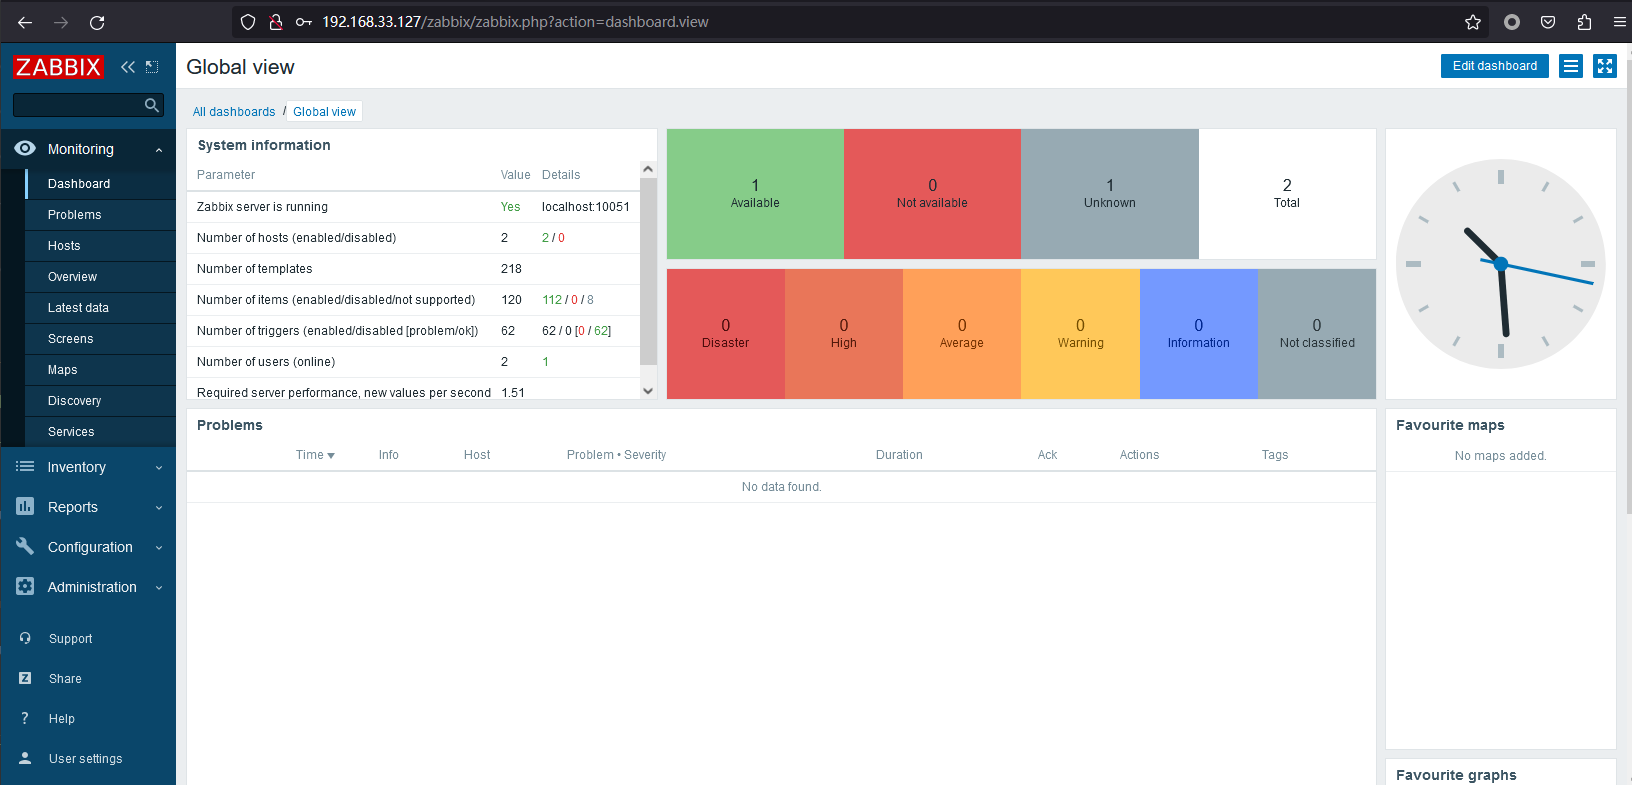 192.168.33.127/zabbix/zabbix.php?action=dashboard.view
ZABBIX
Monitoring
Dashboard
Problems
Hosts
Overview
Latest data
Screens
Maps
Discovery
Services
Inventory
Reports
Configuration
Administration
Support
Z Share
? Help
User settings
Global view
Edit dashboard
All dashboards / Global view
System information
Parameter Value Details
Zabbix server is running Yes localhost:10051
Number of hosts (enabled/disabled) 2 2 / 0
Number of templates 218
Number of items (enabled/disabled/not supported) 120 112 / 0 / 8
Number of triggers (enabled/disabled [problem/ok]) 62 62 / 0 [0 / 62]
Number of users (online) 2 1
Required server performance, new values per second 1.51
1 Available
0 Not available
1 Unknown
2 Total
0 Disaster
0 High
0 Average
0 Warning
0 Information
0 Not classified
Problems
Time Info Host Problem • Severity Duration Ack Actions Tags
No data found.
Favourite maps
No maps added.
Favourite graphs